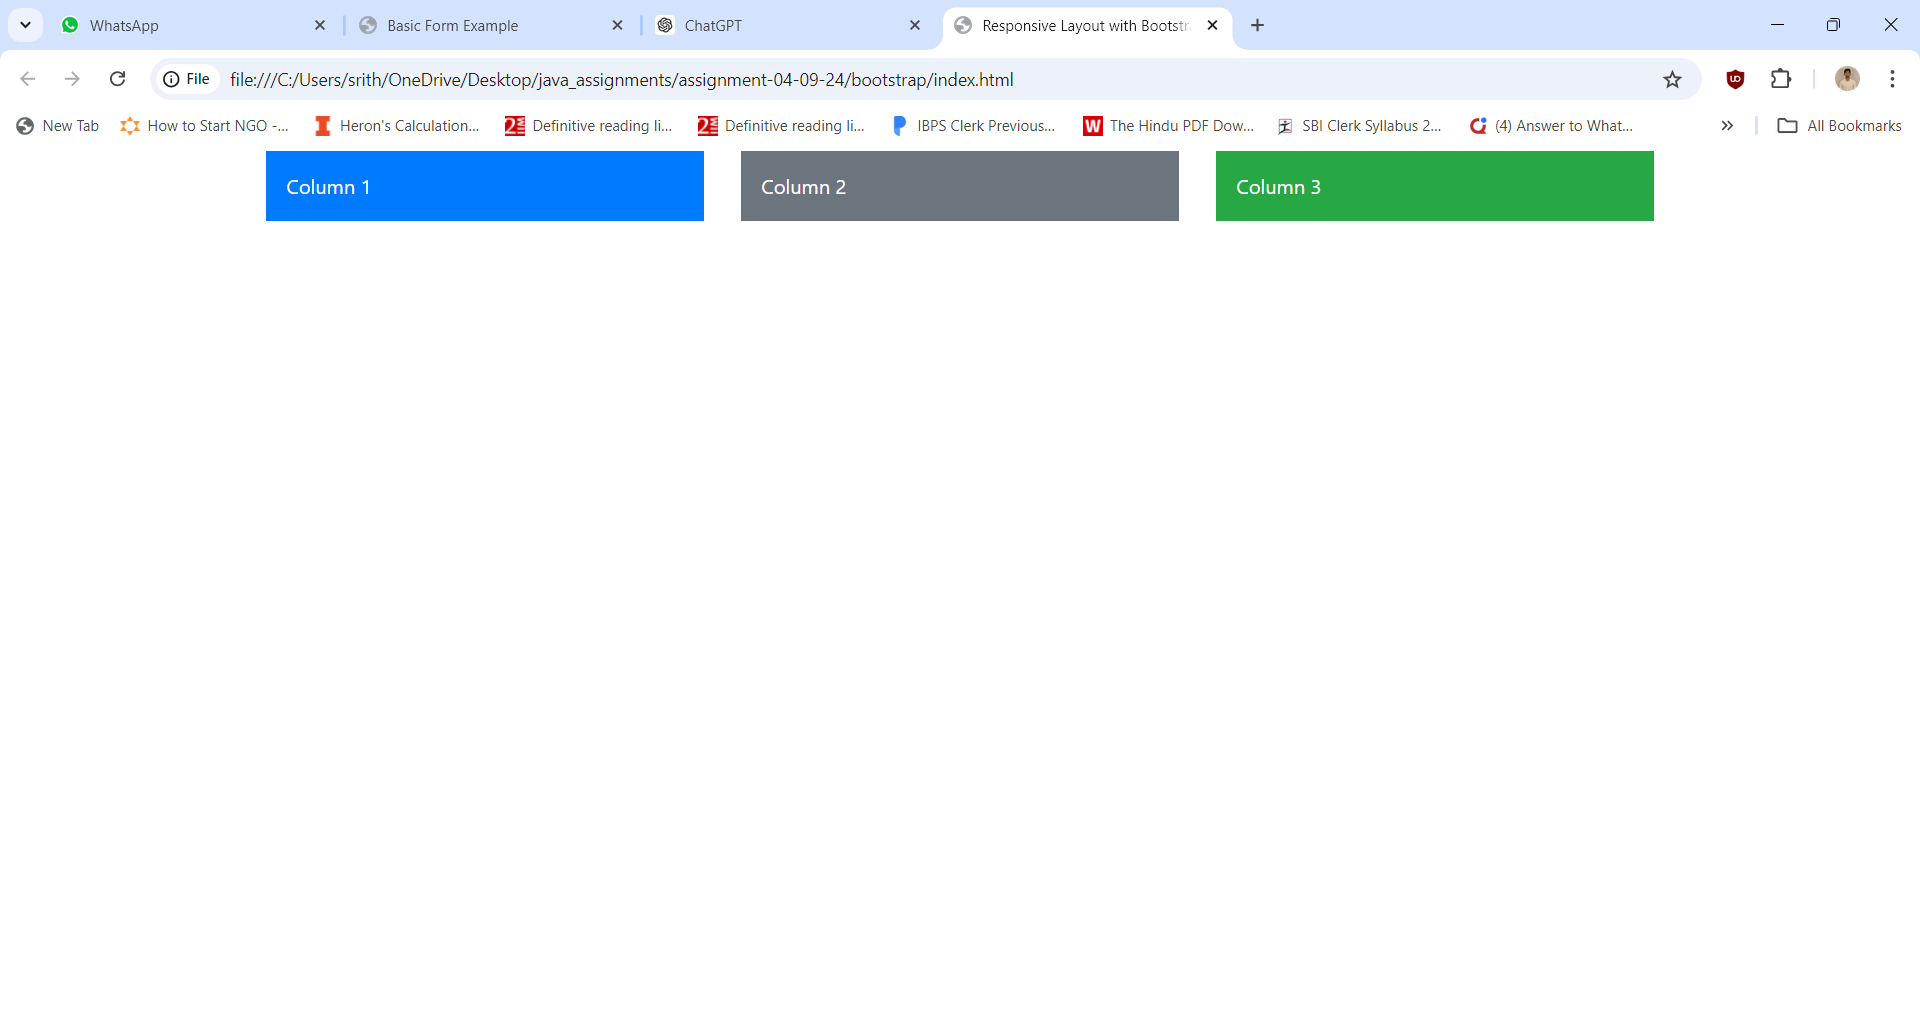 WhatsApp
Basic Form Example
ChatGPT
Responsive Layout with Bootstr
File
file:///C:/Users/srith/OneDrive/Desktop/java_assignments/assignment-04-09-24/bootstrap/index.html
New Tab
How to Start NGO -...
Heron's Calculation...
Definitive reading li...
Definitive reading li...
IBPS Clerk Previous...
W The Hindu PDF Dow...
SBI Clerk Syllabus 2...
(4) Answer to What...
All Bookmarks
Column 1
Column 2
Column 3